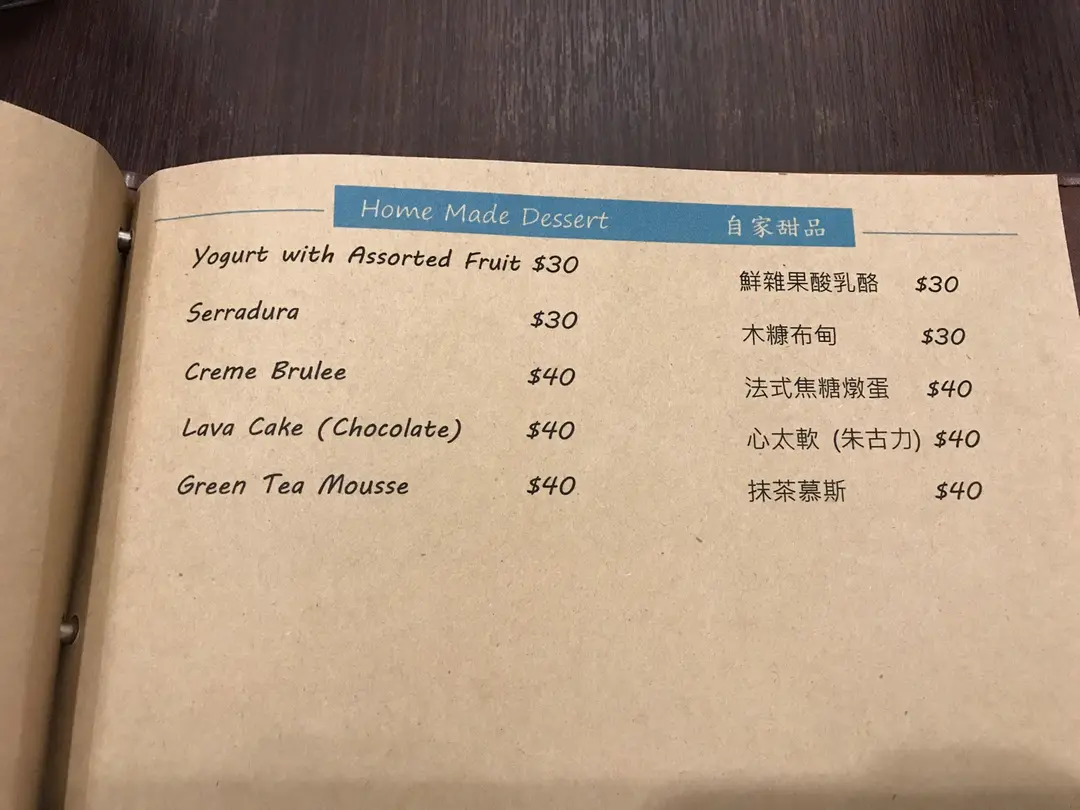 Home Made Dessert 自家甜品
Yogurt with Assorted Fruit $30 鮮雜果酸乳酪 $30
Serradura $30 木糠布甸 $30
Creme Brulee $40 法式焦糖燉蛋 $40
Lava Cake (Chocolate) $40 心太軟 (朱古力) $40
Green Tea Mousse $40 抹茶慕斯 $40